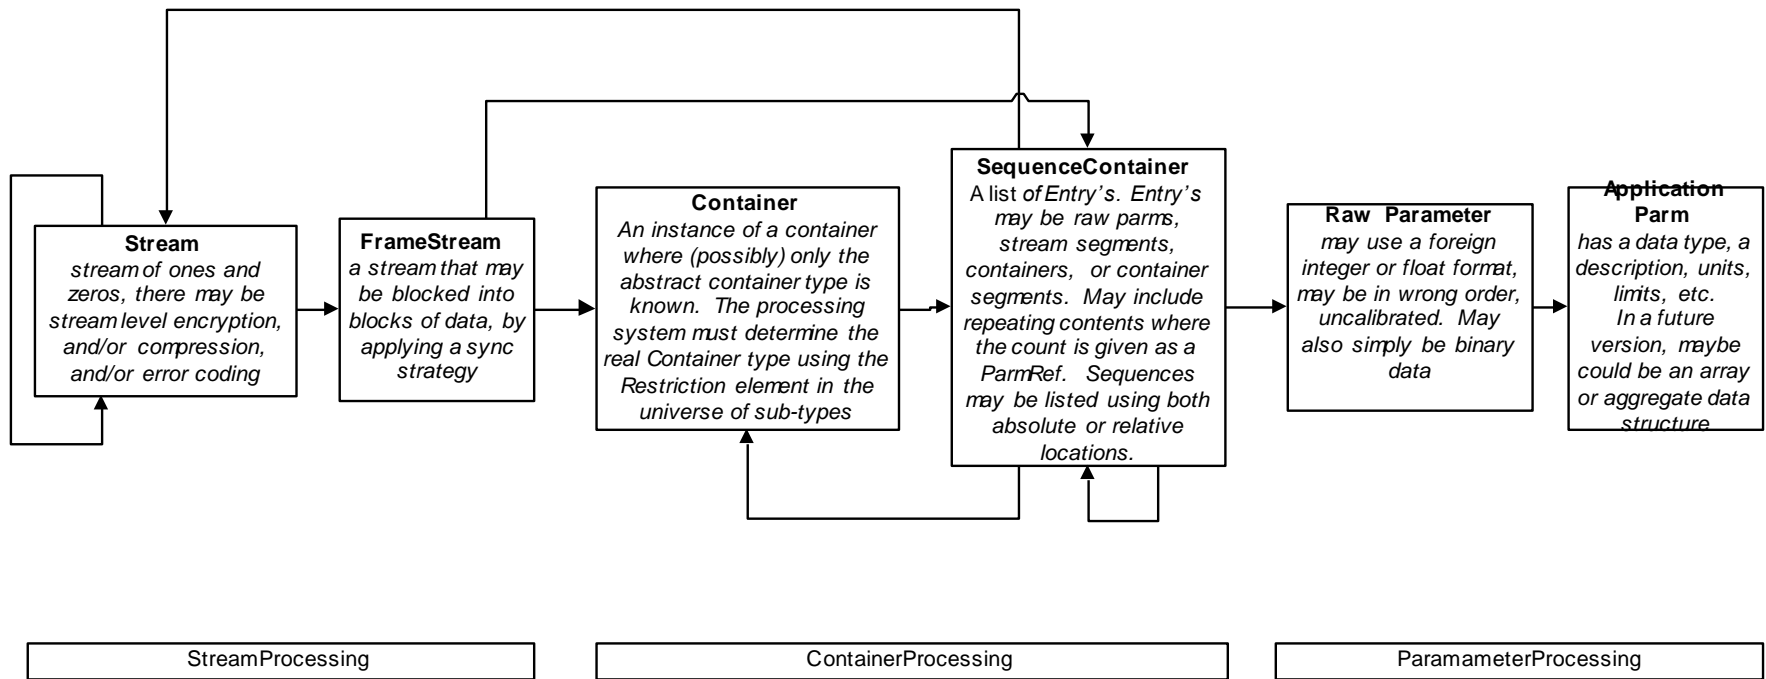 Stream
stream of ones and
zeros, there may be
stream level encryption,
and/or compression,
and/or error coding
FrameStream
a stream that may
be blocked into
blocks of data, by
applying a sync
strategy
Container
An instance of a container
where (possibly) only the
abstract container type is
known. The processing
system must determine the
real Container type using the
Restriction element in the
universe of sub-types
SequenceContainer
A list of Entry's. Entry's
may be raw parms,
stream segments,
containers, or container
segments. May include
repeating contents where
the count is given as a
ParmRef. Sequences
may be listed using both
absolute or relative
locations.
Raw Parameter
may use a foreign
integer or float format,
may be in wrong order,
uncalibrated. May
also simply be binary
data
Application
Parm
has a data type, a
description, units,
limits, etc.
In a future
version, maybe
could be an array
or aggregate data
structure
StreamProcessing
ContainerProcessing
ParamameterProcessing